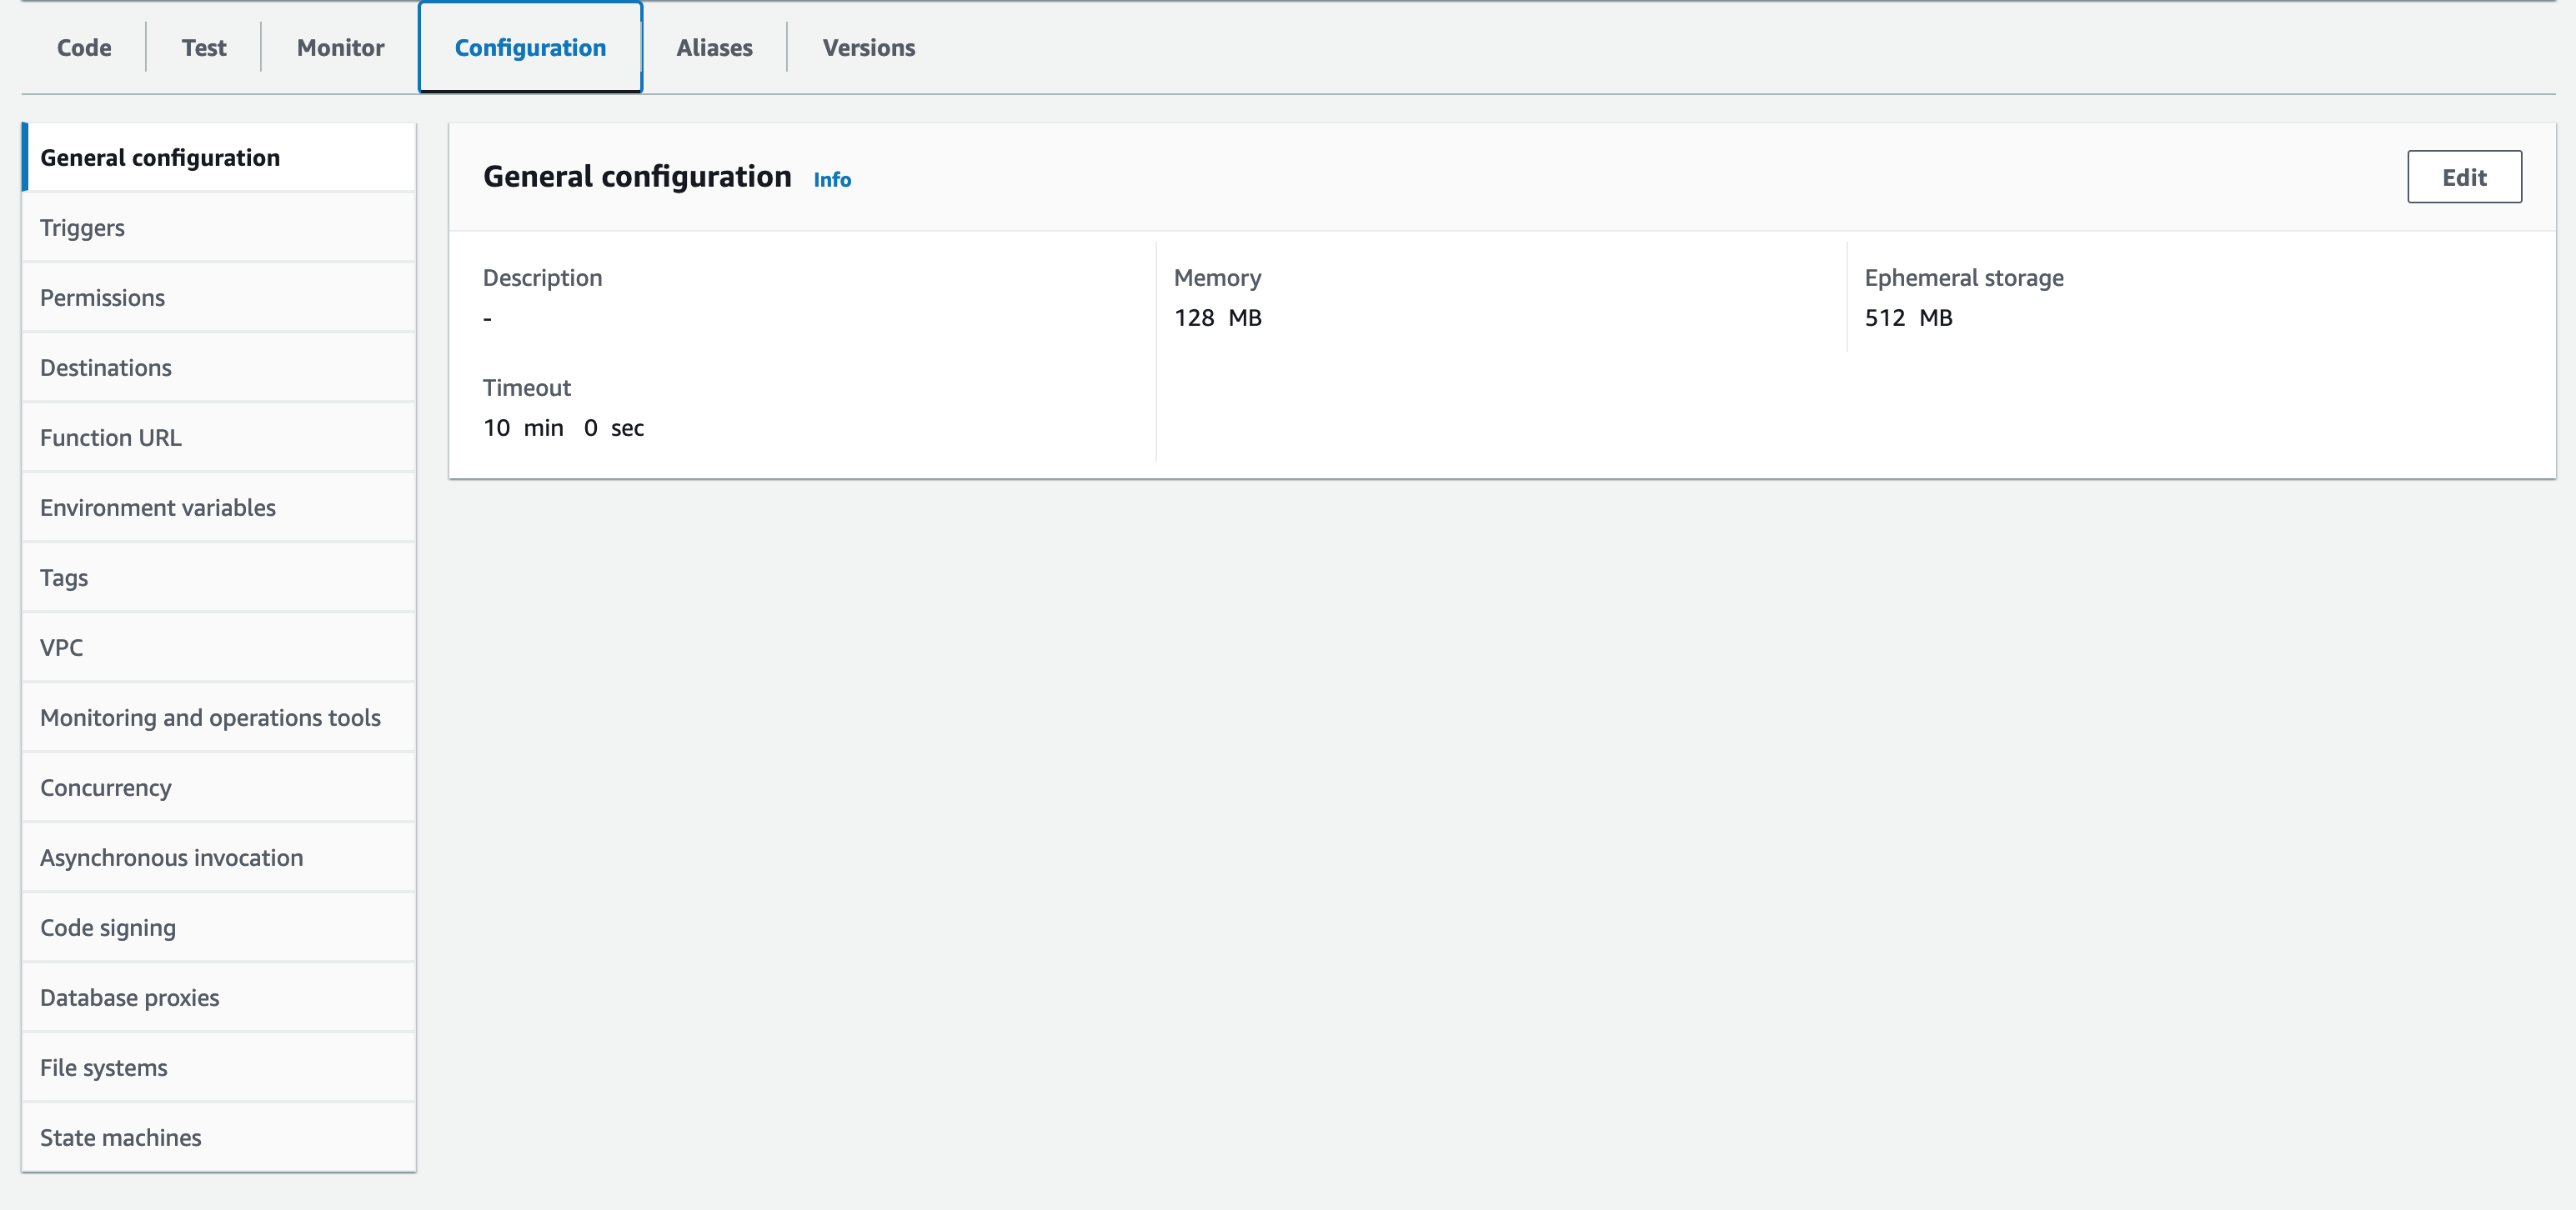 Code
Test
Monitor
Configuration
Aliases
Versions
General configuration
Triggers
Permissions
Destinations
Function URL
Environment variables
Tags
VPC
Monitoring and operations tools
Concurrency
Asynchronous invocation
Code signing
Database proxies
File systems
State machines
General configuration Info
Edit
Description
-
Memory
128 MB
Ephemeral storage
512 MB
Timeout
10 min 0 sec